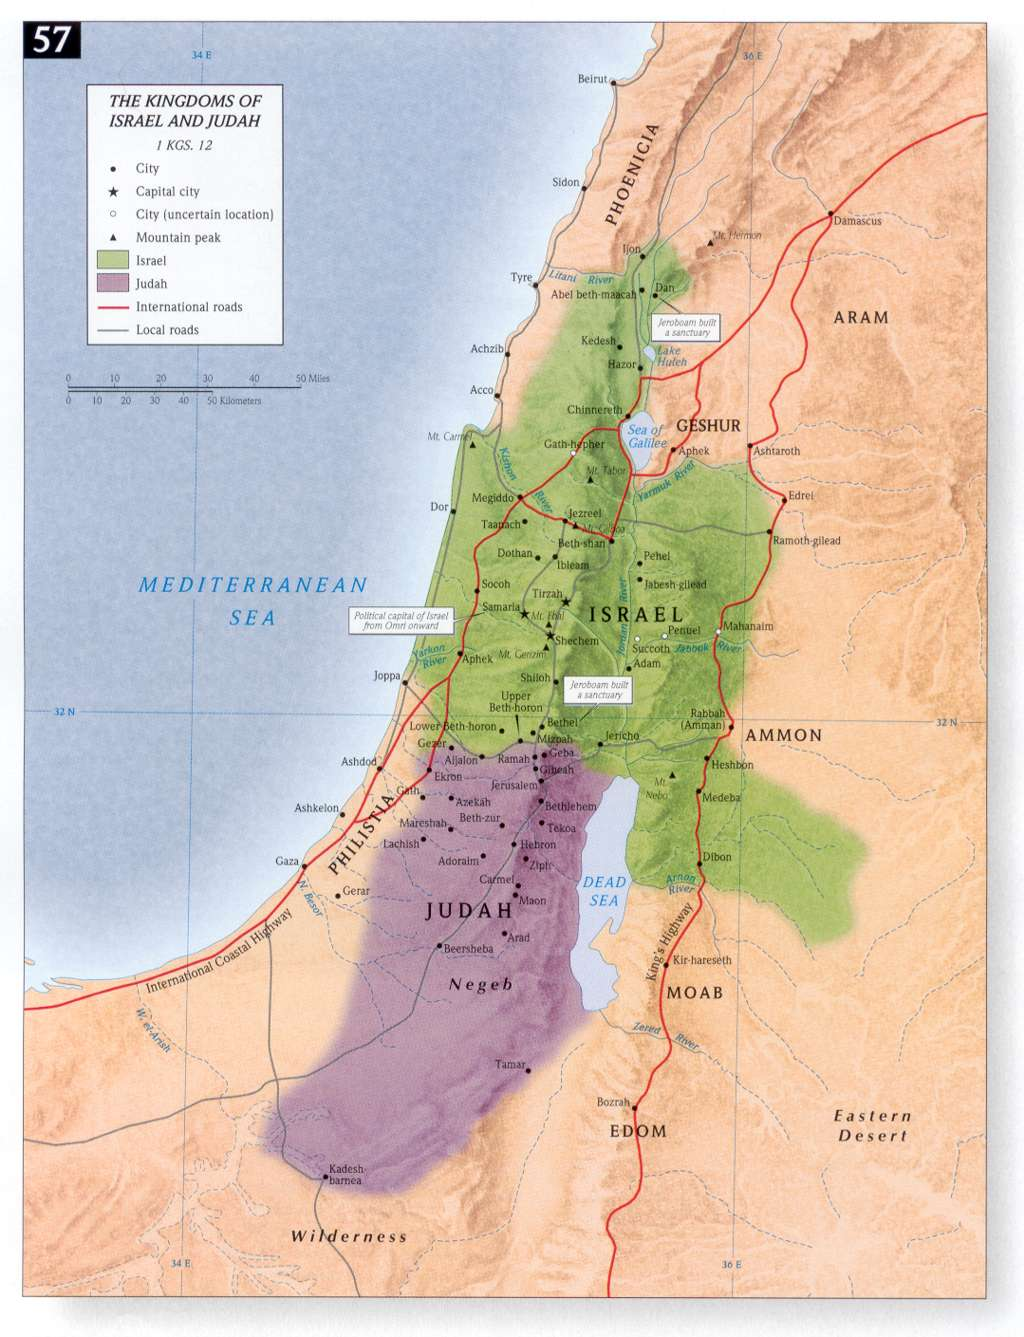 57
34 E
36 E
THE KINGDOMS OF
ISRAEL AND JUDAH
1 KGS. 12
City
Capital city
City (uncertain location)
Mountain peak
Israel
Judah
International roads
Local roads
0 10 20 30 40 50 Miles
0 10 20 30 40 50 Kilometers
Beirut
PHOENICIA
Sidon
Damascus
Mt. Hermon
Ijon
Tyre
Litani River
Abel beth-maacah
Dan
ARAM
Jeroboam built
a sanctuary
Kedesh
Achzib
Lake
Huleh
Hazor
Acco
Chinnereth
Sea of
Galilee
GESHUR
Mt. Carmel
Gath-hepher
Aphek
Ashtaroth
Kishon
River
Mt. Tabor
Yarmuk River
Megiddo
Edrei
Dor
Jezreel
Taanach
Mt. Gilboa
Beth-shan
Ramoth-gilead
Dothan
Ibleam
Pehel
MEDITERRANEAN
SEA
Socoh
Jabesh-gilead
Tirzah
Samaria
Mt. Ebal
ISRAEL
Political capital of Israel
from Omri onward
Jordan River
Shechem
Penuel
Mahanaim
Yarkon
River
Aphek
Mt. Gerizim
Succoth
Jabbok River
Adam
Joppa
Shiloh
Jeroboam built
a sanctuary
Upper
Beth-horon
32 N
32 N
Lower Beth-horon
Bethel
Rabbah
(Amman)
AMMON
Gezer
Mizpah
Jericho
Aijalon
Ramah
Geba
Ashdod
Ekron
Gibeah
Heshbon
Gath
Jerusalem
Mt.
Nebo
Medeba
Ashkelon
Azekah
Bethlehem
PHILISTIA
Mareshah
Beth-zur
Tekoa
Lachish
Hebron
Gaza
Adoraim
Ziph
Dibon
Gerar
Carmel
DEAD
SEA
Arnon
River
N. Besor
Maon
JUDAH
International Coastal Highway
Beersheba
Arad
King's Highway
Kir-hareseth
Negeb
MOAB
W. el-Arish
Zered River
Tamar
Bozrah
EDOM
Eastern
Desert
Kadesh-
barnea
Wilderness
34 E
36 E